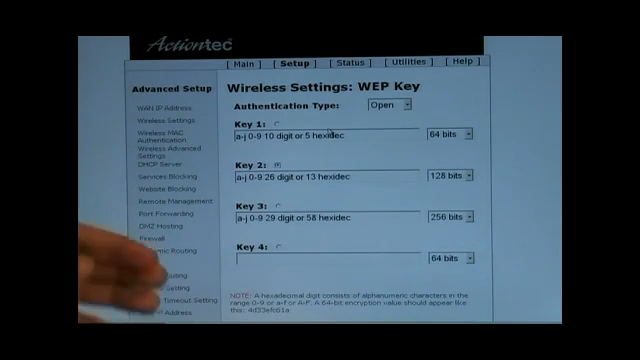 Actiontec
[ Main ] [ Setup ] [ Status ] [ Utilities ] [ Help ]
Advanced Setup
WAN IP Address
Wireless Settings
Wireless MAC
Authentication
Wireless Advanced
Settings
DHCP Server
Services Blocking
Website Blocking
Remote Management
Port Forwarding
DMZ Hosting
Firewall
Routing
Setting
Timeout Setting
Address
Wireless Settings: WEP Key
Authentication Type: Open
Key 1:
a-j 0-9 10 digit or 5 hexidec 64 bits
Key 2:
a-j 0-9 26 digit or 13 hexidec 128 bits
Key 3:
a-j 0-9 29 digit or 58 hexidec 256 bits
Key 4:
64 bits
NOTE: A hexadecimal digit consists of alphanumeric characters in the
range 0-9 or a-f or A-F. A 64-bit encryption value should appear like
this: 4d33efc61a